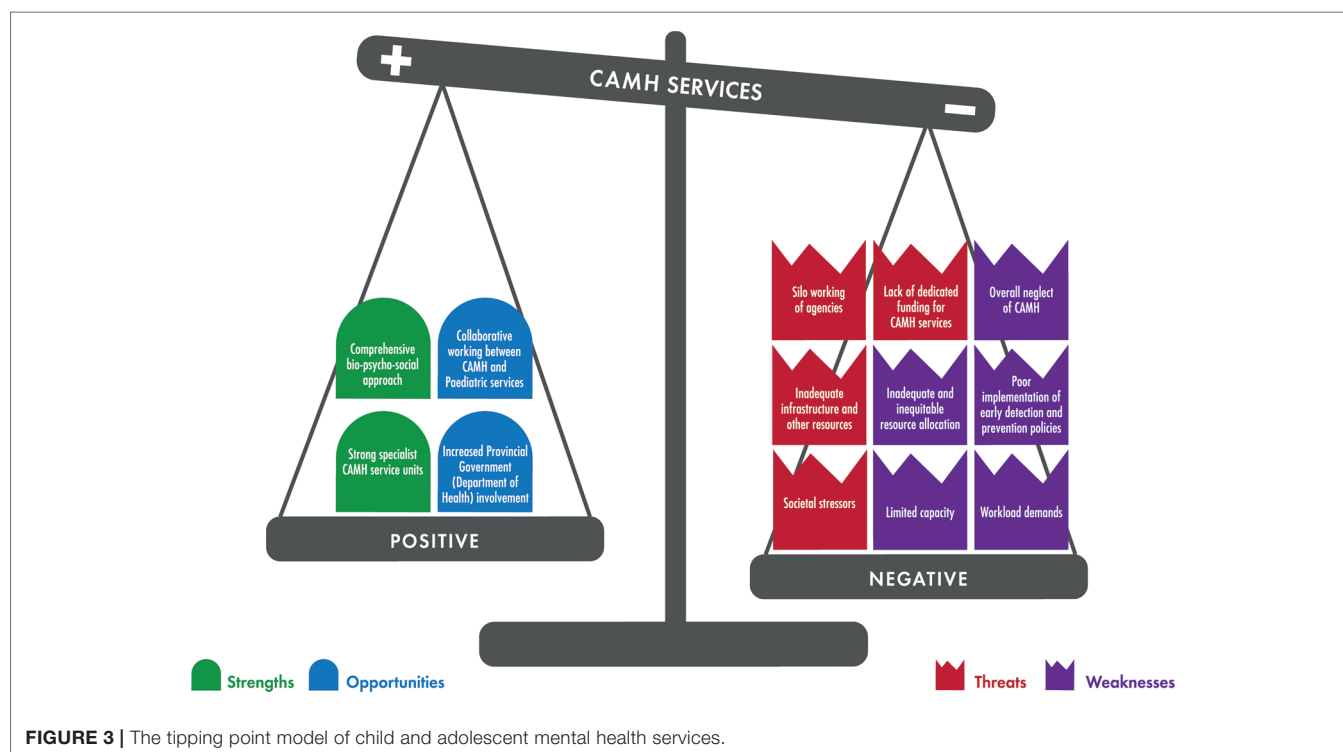 +
CAMH SERVICES
−
Comprehensive
bio-psycho-social
approach
Collaborative
working between
CAMH and
Paediatric services
Strong specialist
CAMH service units
Increased Provincial
Government
(Department of
Health) involvement
POSITIVE
Silo working
of agencies
Lack of dedicated
funding for
CAMH services
Overall neglect
of CAMH
Inadequate
infrastructure and
other resources
Inadequate and
inequitable
resource allocation
Poor
implementation of
early detection and
prevention policies
Societal stressors
Limited capacity
Workload demands
NEGATIVE
Strengths
Opportunities
Threats
Weaknesses
FIGURE 3 | The tipping point model of child and adolescent mental health services.